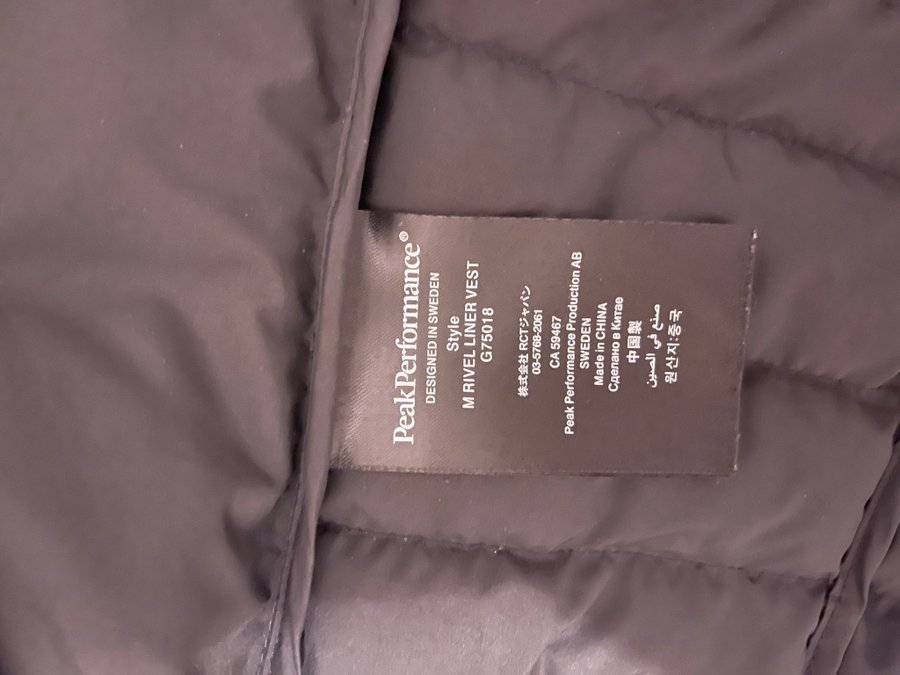 PeakPerformance®
DESIGNED IN SWEDEN
Style
M RIVEL LINER VEST
G75018
株式会社 RCTジャパン
03-5768-2061
CA 59467
Peak Performance Production AB
SWEDEN
Made in CHINA
Сделано в Китае
中国製
صنع في الصين
원산지:중국